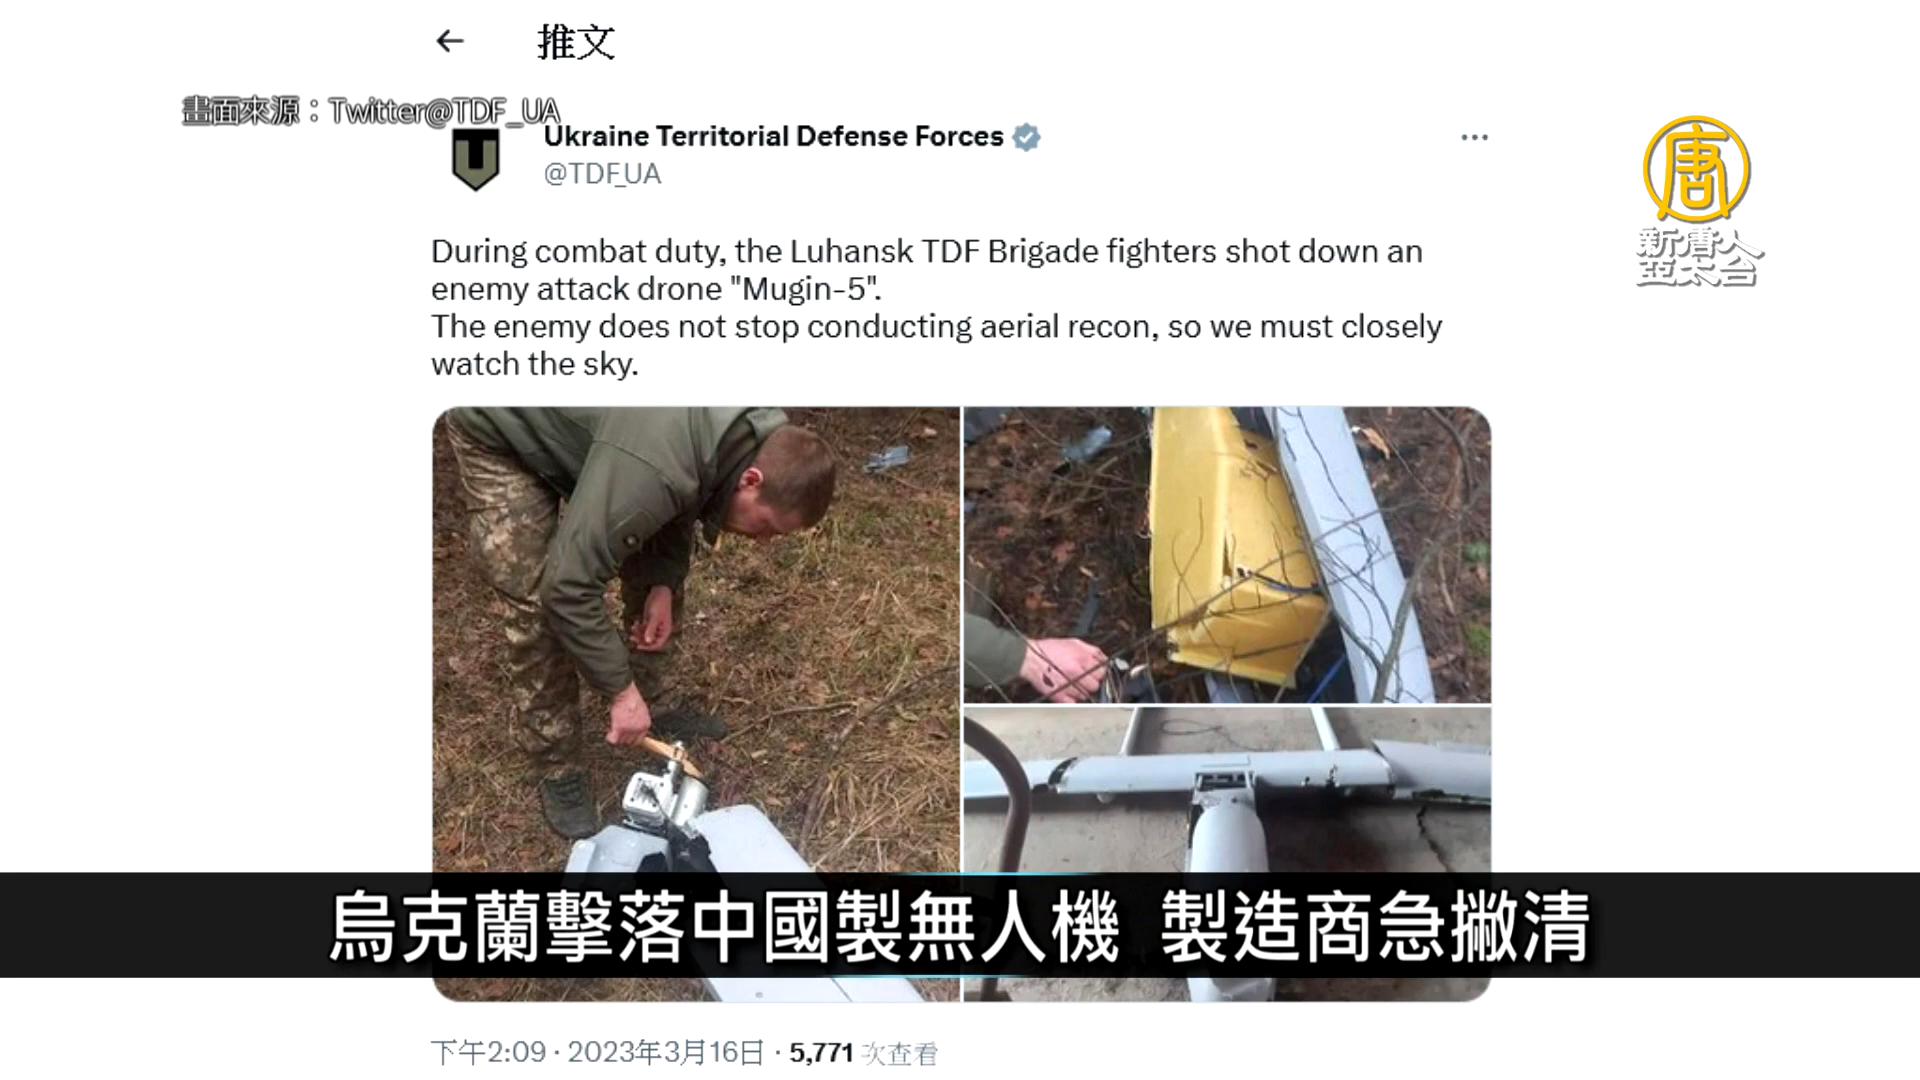 推文
畫面來源：Twitter@TDF_UA
Ukraine Territorial Defense Forces
@TDF_UA
唐
新唐人
亞太台
During combat duty, the Luhansk TDF Brigade fighters shot down an
enemy attack drone "Mugin-5".
The enemy does not stop conducting aerial recon, so we must closely
watch the sky.
烏克蘭擊落中國製無人機 製造商急撇清
下午2:09 · 2023年3月16日 · 5,771 次查看